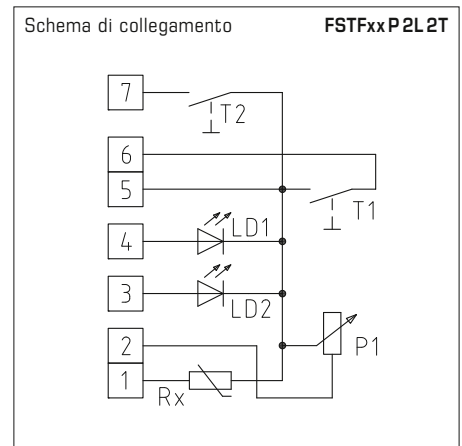 Schema di collegamento FSTFxx P 2L 2T
7
T2
6
5
T1
4
LD1
3
LD2
2
P1
1
Rx